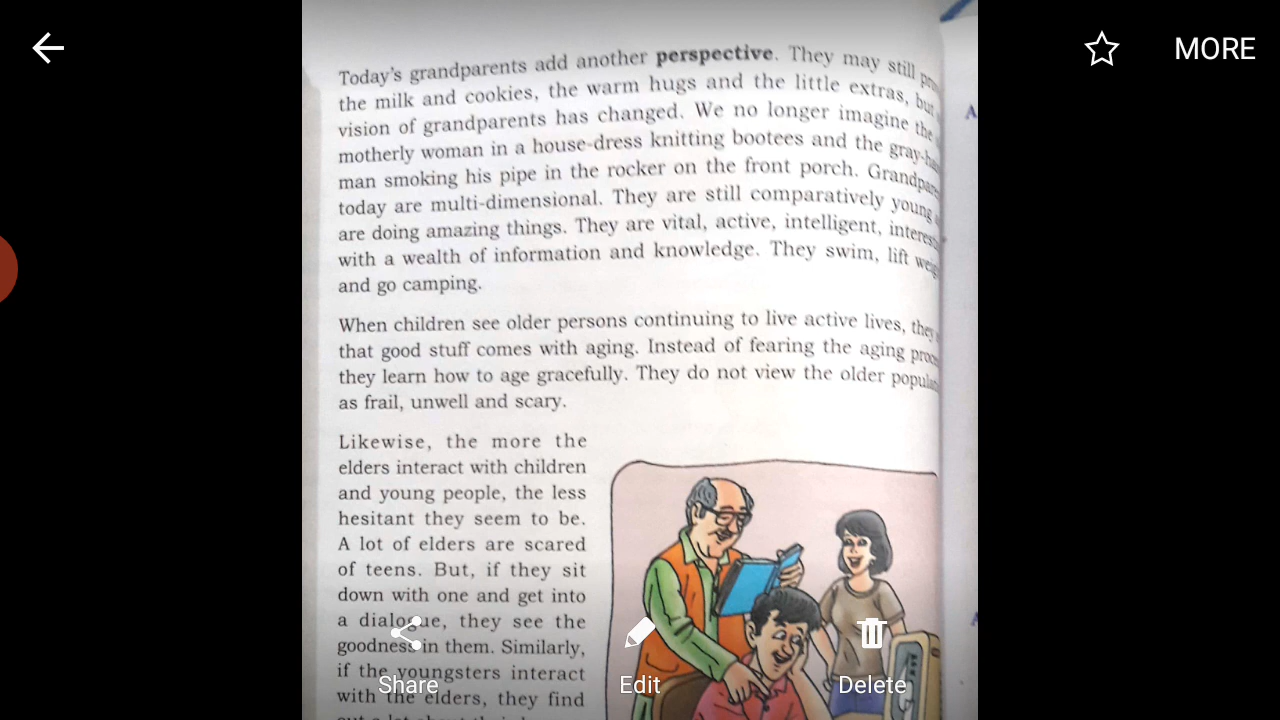 MORE
Today's grandparents add another perspective. They may still
the milk and cookies, the warm hugs and the little extras, but
vision of grandparents has changed. We no longer imagine the
motherly woman in a house-dress knitting bootees and the
man smoking his pipe in the rocker on the front porch.
today are multi-dimensional. They are still comparatively young
are doing amazing things. They are vital, active, intelligent,
with a wealth of information and knowledge. They swim, lift
and go camping.
When children see older persons continuing to live active lives, they
that good stuff comes with aging. Instead of fearing the aging
they learn how to age gracefully. They do not view the older
as frail, unwell and scary.
Likewise, the more the
elders interact with children
and young people, the less
hesitant they seem to be.
A lot of elders are scared
of teens. But, if they sit
down with one and get into
a dialogue, they see the
goodness in them. Similarly,
if the youngsters interact
with the elders, they find
Share Edit Delete